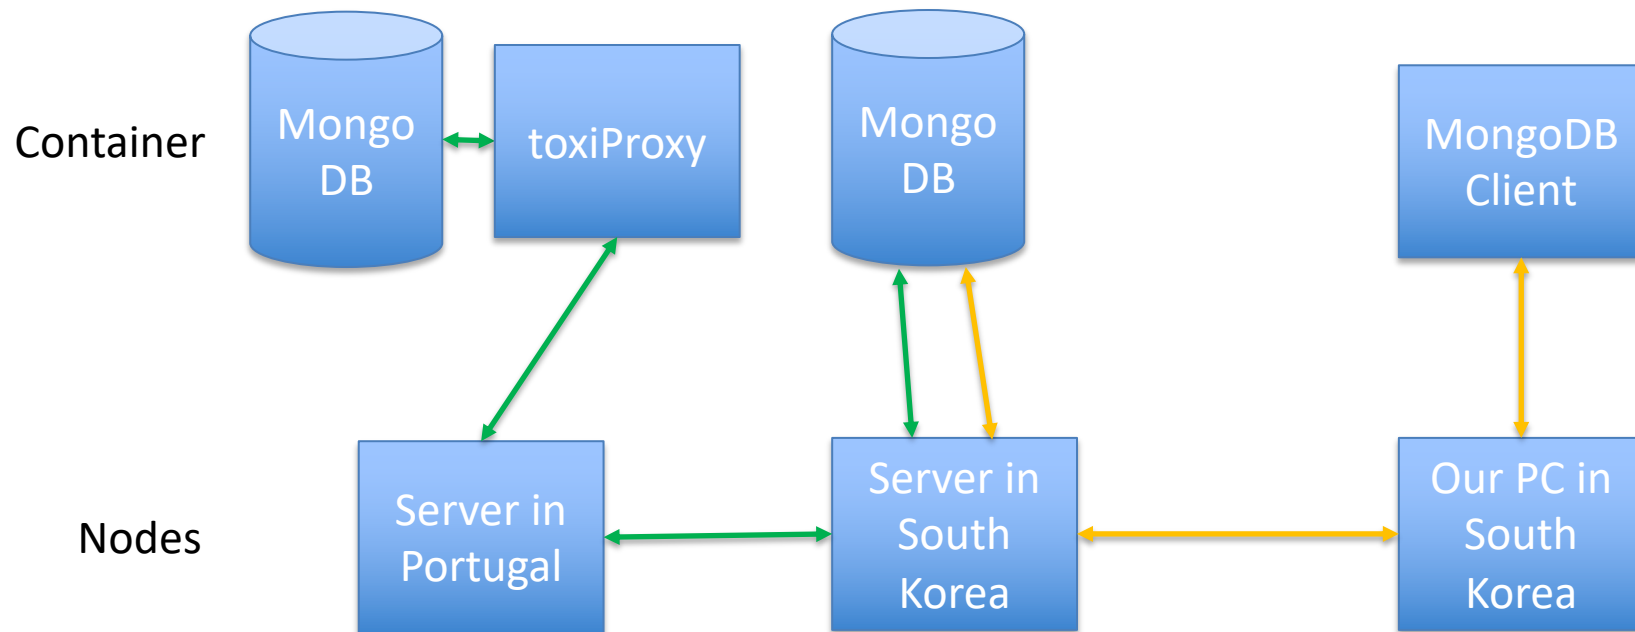 Container
Mongo
DB
toxiProxy
Mongo
DB
MongoDB
Client
Nodes
Server in
Portugal
Server in
South
Korea
Our PC in
South
Korea